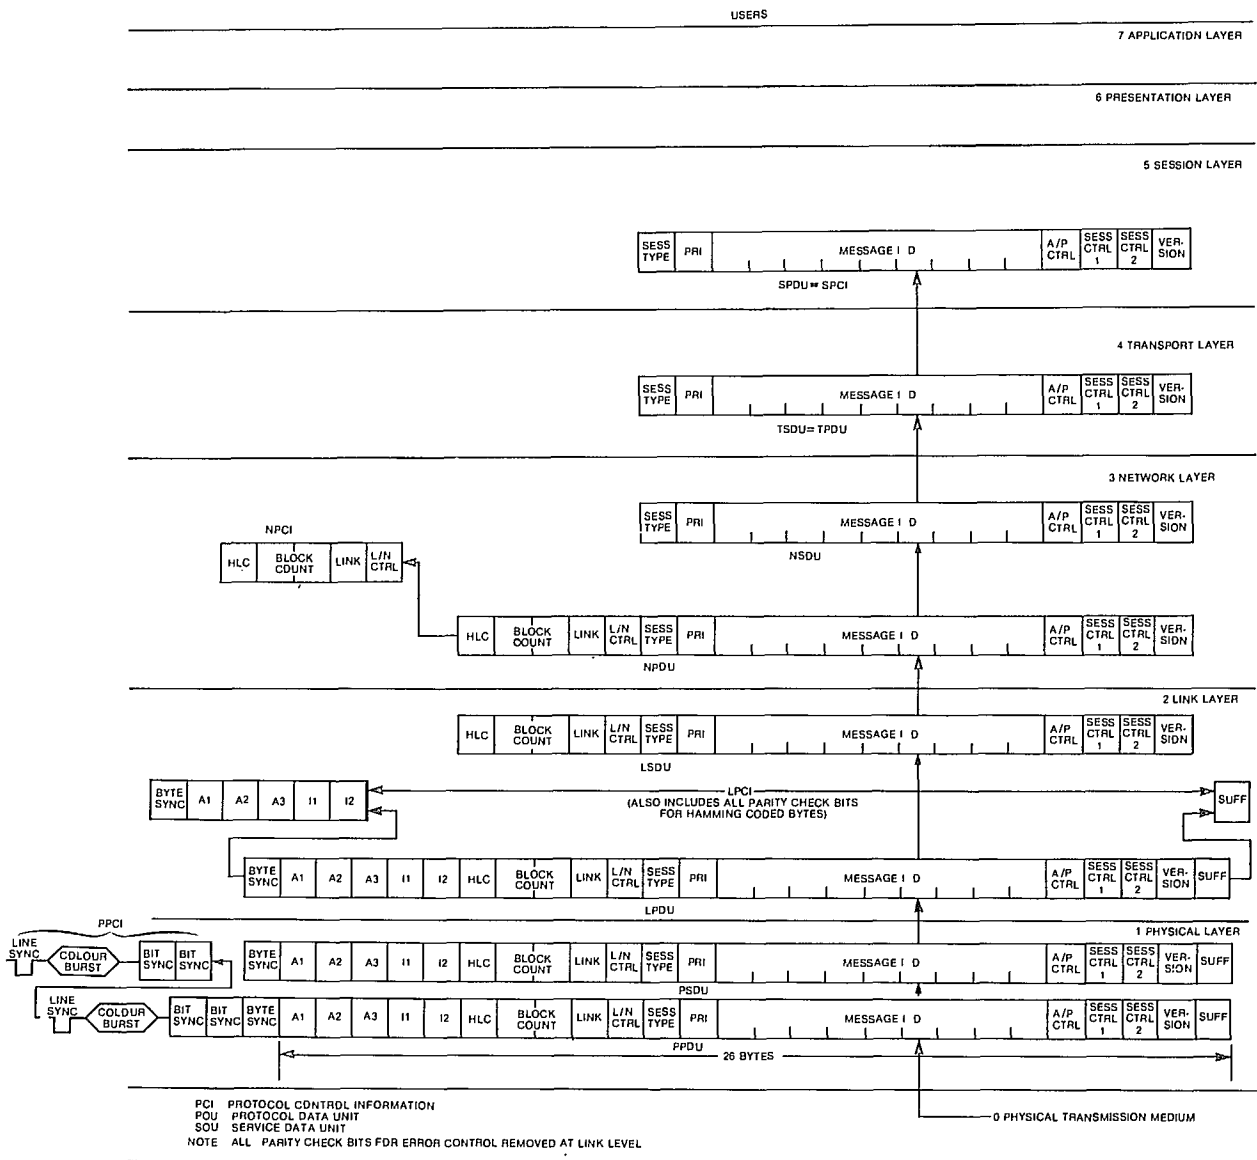 USERS
7 APPLICATION LAYER
6 PRESENTATION LAYER
5 SESSION LAYER
SESS TYPE PRI MESSAGE I D A/P CTRL SESS CTRL 1 SESS CTRL 2 VER- SION
SPDU = SPCI
4 TRANSPORT LAYER
SESS TYPE PRI MESSAGE I D A/P CTRL SESS CTRL 1 SESS CTRL 2 VER- SION
TSDU= TPDU
3 NETWORK LAYER
SESS TYPE PRI MESSAGE I D A/P CTRL SESS CTRL 1 SESS CTRL 2 VER- SION
NSDU
NPCI
HLC BLOCK COUNT LINK L/N CTRL
HLC BLOCK COUNT LINK L/N CTRL SESS TYPE PRI MESSAGE I D A/P CTRL SESS CTRL 1 SESS CTRL 2 VER- SION
NPDU
2 LINK LAYER
HLC BLOCK COUNT LINK L/N CTRL SESS TYPE PRI MESSAGE I D A/P CTRL SESS CTRL 1 SESS CTRL 2 VER- SION
LSDU
BYTE SYNC A1 A2 A3 I1 I2
LPCI
(ALSO INCLUDES ALL PARITY CHECK BITS
FOR HAMMING CODED BYTES)
SUFF
BYTE SYNC A1 A2 A3 I1 I2 HLC BLOCK COUNT LINK L/N CTRL SESS TYPE PRI MESSAGE I D A/P CTRL SESS CTRL 1 SESS CTRL 2 VER- SION SUFF
LPDU
1 PHYSICAL LAYER
PPCI
LINE SYNC COLOUR BURST BIT SYNC BIT SYNC
BYTE SYNC A1 A2 A3 I1 I2 HLC BLOCK COUNT LINK L/N CTRL SESS TYPE PRI MESSAGE I D A/P CTRL SESS CTRL 1 SESS CTRL 2 VER- SION SUFF
PSDU
LINE SYNC COLOUR BURST BIT SYNC BIT SYNC BYTE SYNC A1 A2 A3 I1 I2 HLC BLOCK COUNT LINK L/N CTRL SESS TYPE PRI MESSAGE I D A/P CTRL SESS CTRL 1 SESS CTRL 2 VER- SION SUFF
PPDU
26 BYTES
0 PHYSICAL TRANSMISSION MEDIUM
PCI PROTOCOL CONTROL INFORMATION
PDU PROTOCOL DATA UNIT
SDU SERVICE DATA UNIT
NOTE ALL PARITY CHECK BITS FOR ERROR CONTROL REMOVED AT LINK LEVEL